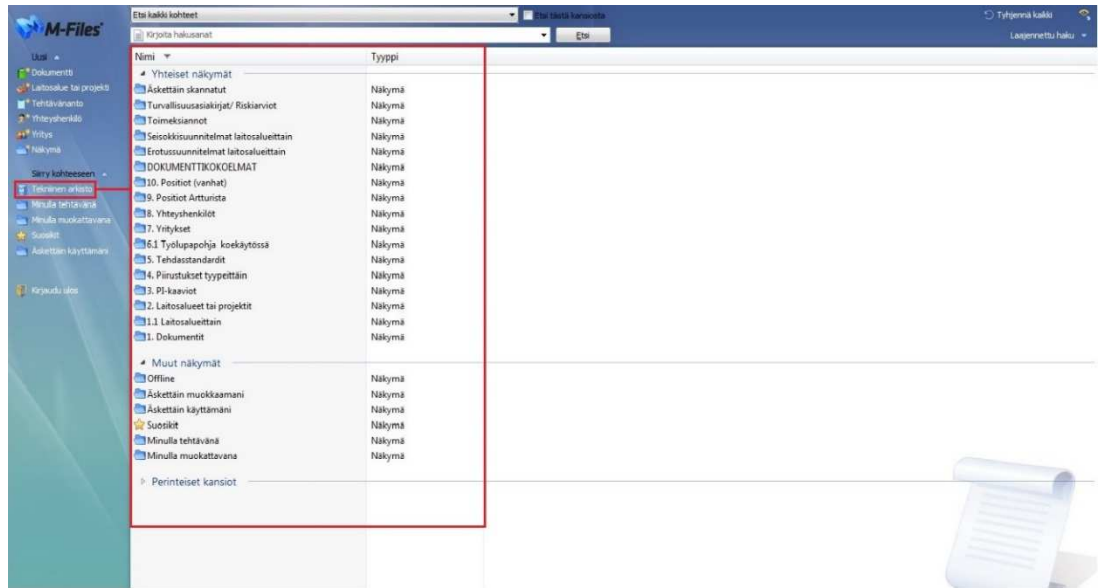 M-Files
Etsi kaikki kohteet
Etsi tästä kansiosta
Tyhjennä kaikki
Kirjoita hakusanat
Etsi
Laajennettu haku
Uusi
Dokumentti
Laitosalue tai projekti
Tehtävänanto
Yhteyshenkilö
Yritys
Näkymä
Siirry kohteeseen
Tekninen arkisto
Minulla tehtävänä
Minulla muokattavana
Suosikit
Äskettäin käyttämäni
Kirjaudu ulos
Nimi Tyyppi
Yhteiset näkymät
Äskettäin skannatut Näkymä
Turvallisuusasiakirjat/ Riskiarviot Näkymä
Toimeksiannot Näkymä
Seisokkisuunnitelmat laitosalueittain Näkymä
Erotussuunnitelmat laitosalueittain Näkymä
DOKUMENTTIKOKOELMAT Näkymä
10. Positiot (vanhat) Näkymä
9. Positiot Artturista Näkymä
8. Yhteyshenkilöt Näkymä
7. Yritykset Näkymä
6.1 Työlupapohja koekäytössä Näkymä
5. Tehdasstandardit Näkymä
4. Piirustukset tyypeittäin Näkymä
3. PI-kaaviot Näkymä
2. Laitosalueet tai projektit Näkymä
1.1 Laitosalueittain Näkymä
1. Dokumentit Näkymä
Muut näkymät
Offline Näkymä
Äskettäin muokkaamani Näkymä
Äskettäin käyttämäni Näkymä
Suosikit Näkymä
Minulla tehtävänä Näkymä
Minulla muokattavana Näkymä
Perinteiset kansiot